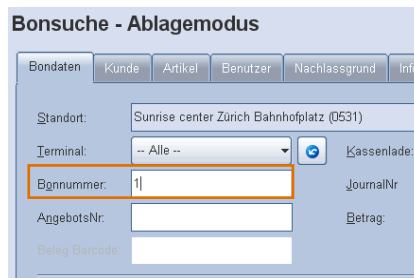 Bonsuche - Ablagemodus
Bondaten Kunde Artikel Benutzer Nachlassgrund Info
Standort: Sunrise center Zürich Bahnhofplatz (0531)
Terminal: -- Alle -- Kassenlade:
Bonnummer: 1 JournalNr
AngebotsNr: Betrag:
Beleg Barcode: